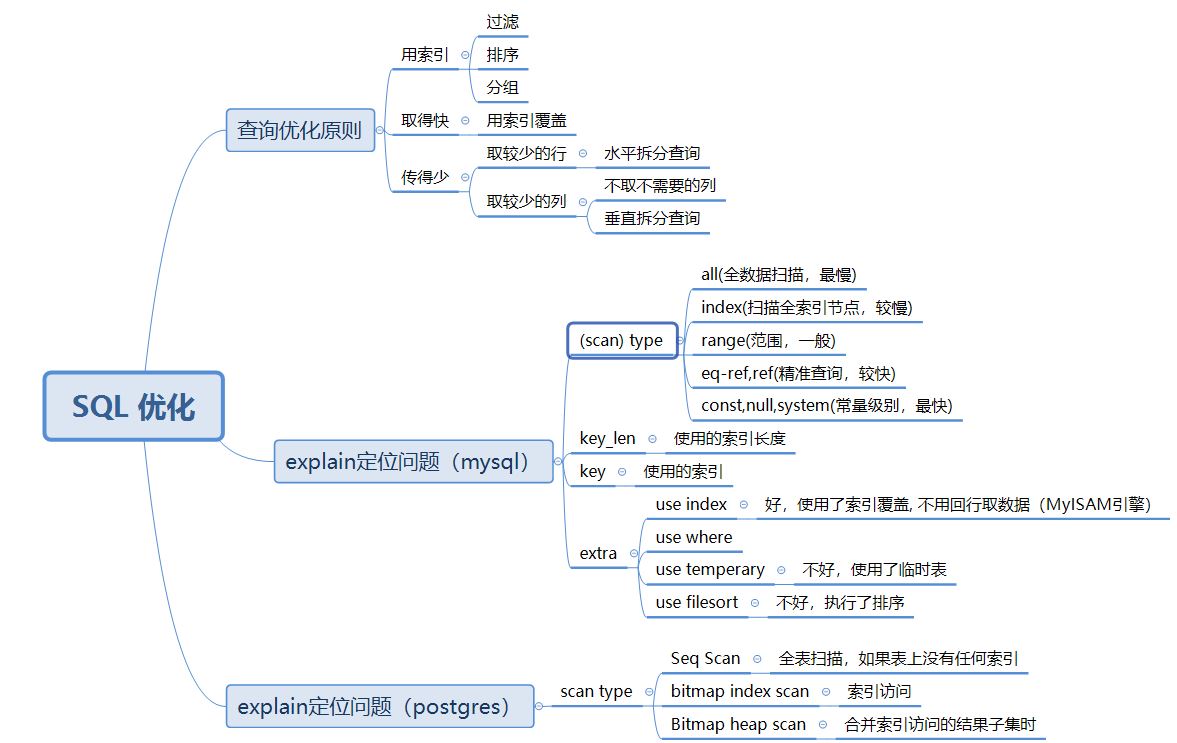 SQL 优化
查询优化原则
用索引
过滤
排序
分组
取得快
用索引覆盖
传得少
取较少的行
水平拆分查询
取较少的列
不取不需要的列
垂直拆分查询
explain定位问题（mysql）
(scan) type
all(全数据扫描，最慢)
index(扫描全索引节点，较慢)
range(范围，一般)
eq-ref,ref(精准查询，较快)
const,null,system(常量级别，最快)
key_len
使用的索引长度
key
使用的索引
extra
use index
好，使用了索引覆盖, 不用回行取数据（MyISAM引擎）
use where
use temperary
不好，使用了临时表
use filesort
不好，执行了排序
explain定位问题（postgres）
scan type
Seq Scan
全表扫描，如果表上没有任何索引
bitmap index scan
索引访问
Bitmap heap scan
合并索引访问的结果子集时